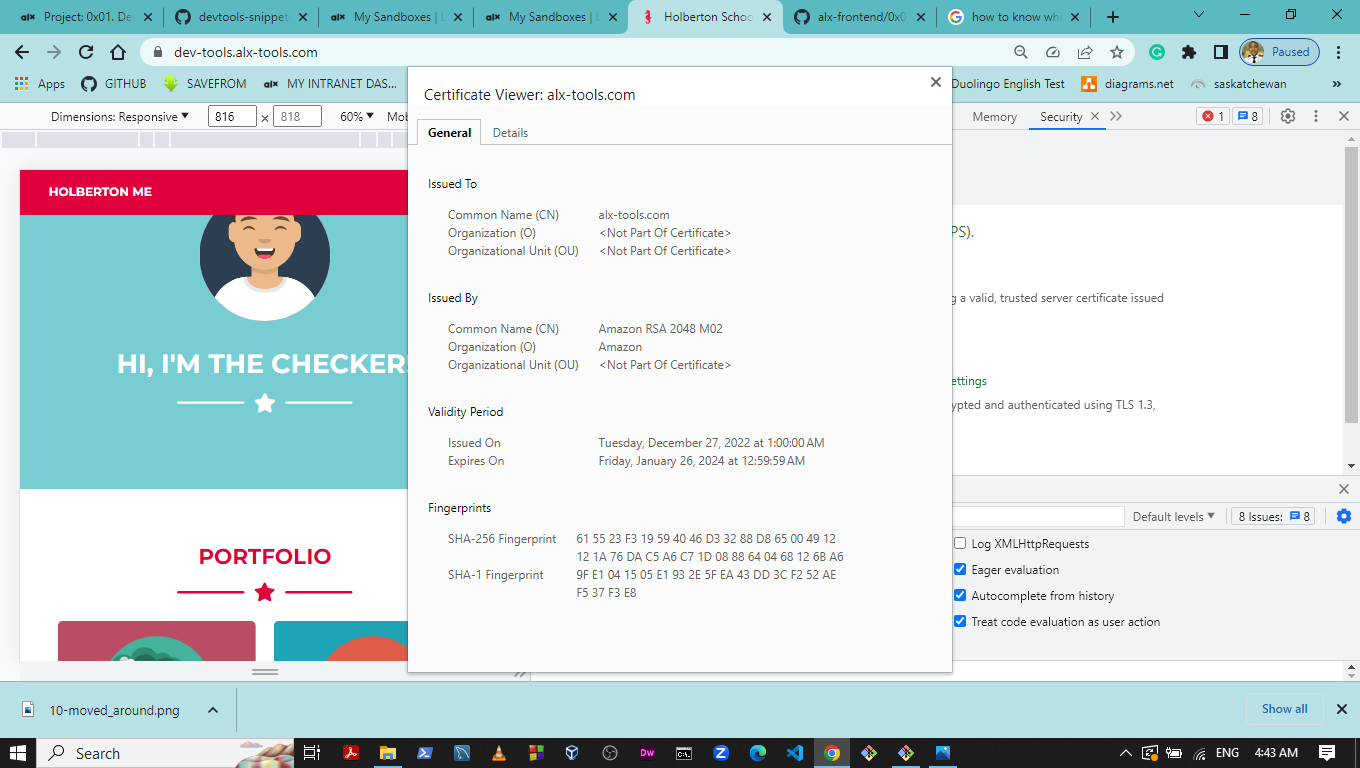 Project: 0x01. De
devtools-snippet
My Sandboxes | L
My Sandboxes | L
Holberton Schoo
alx-frontend/0x0
how to know whe
dev-tools.alx-tools.com
Paused
Apps
GITHUB
SAVEFROM
MY INTRANET DAS...
Duolingo English Test
diagrams.net
saskatchewan
»
Dimensions: Responsive
816
×
818
60%
Mob
Memory
Security
1
8
HOLBERTON ME
HI, I'M THE CHECKER!
PORTFOLIO
Certificate Viewer: alx-tools.com
General
Details
Issued To
Common Name (CN) alx-tools.com
Organization (O) <Not Part Of Certificate>
Organizational Unit (OU) <Not Part Of Certificate>
Issued By
Common Name (CN) Amazon RSA 2048 M02
Organization (O) Amazon
Organizational Unit (OU) <Not Part Of Certificate>
Validity Period
Issued On Tuesday, December 27, 2022 at 1:00:00 AM
Expires On Friday, January 26, 2024 at 12:59:59 AM
Fingerprints
SHA-256 Fingerprint 61 55 23 F3 19 59 40 46 D3 32 88 D8 65 00 49 12
12 1A 76 DA C5 A6 C7 1D 08 88 64 04 68 12 6B A6
SHA-1 Fingerprint 9F E1 04 15 05 E1 93 2E 5F EA 43 DD 3C F2 52 AE
F5 37 F3 E8
PS).
g a valid, trusted server certificate issued
ettings
ypted and authenticated using TLS 1.3,
Default levels
8 Issues:
8
Log XMLHttpRequests
Eager evaluation
Autocomplete from history
Treat code evaluation as user action
10-moved_around.png
Show all
Search
ENG
4:43 AM